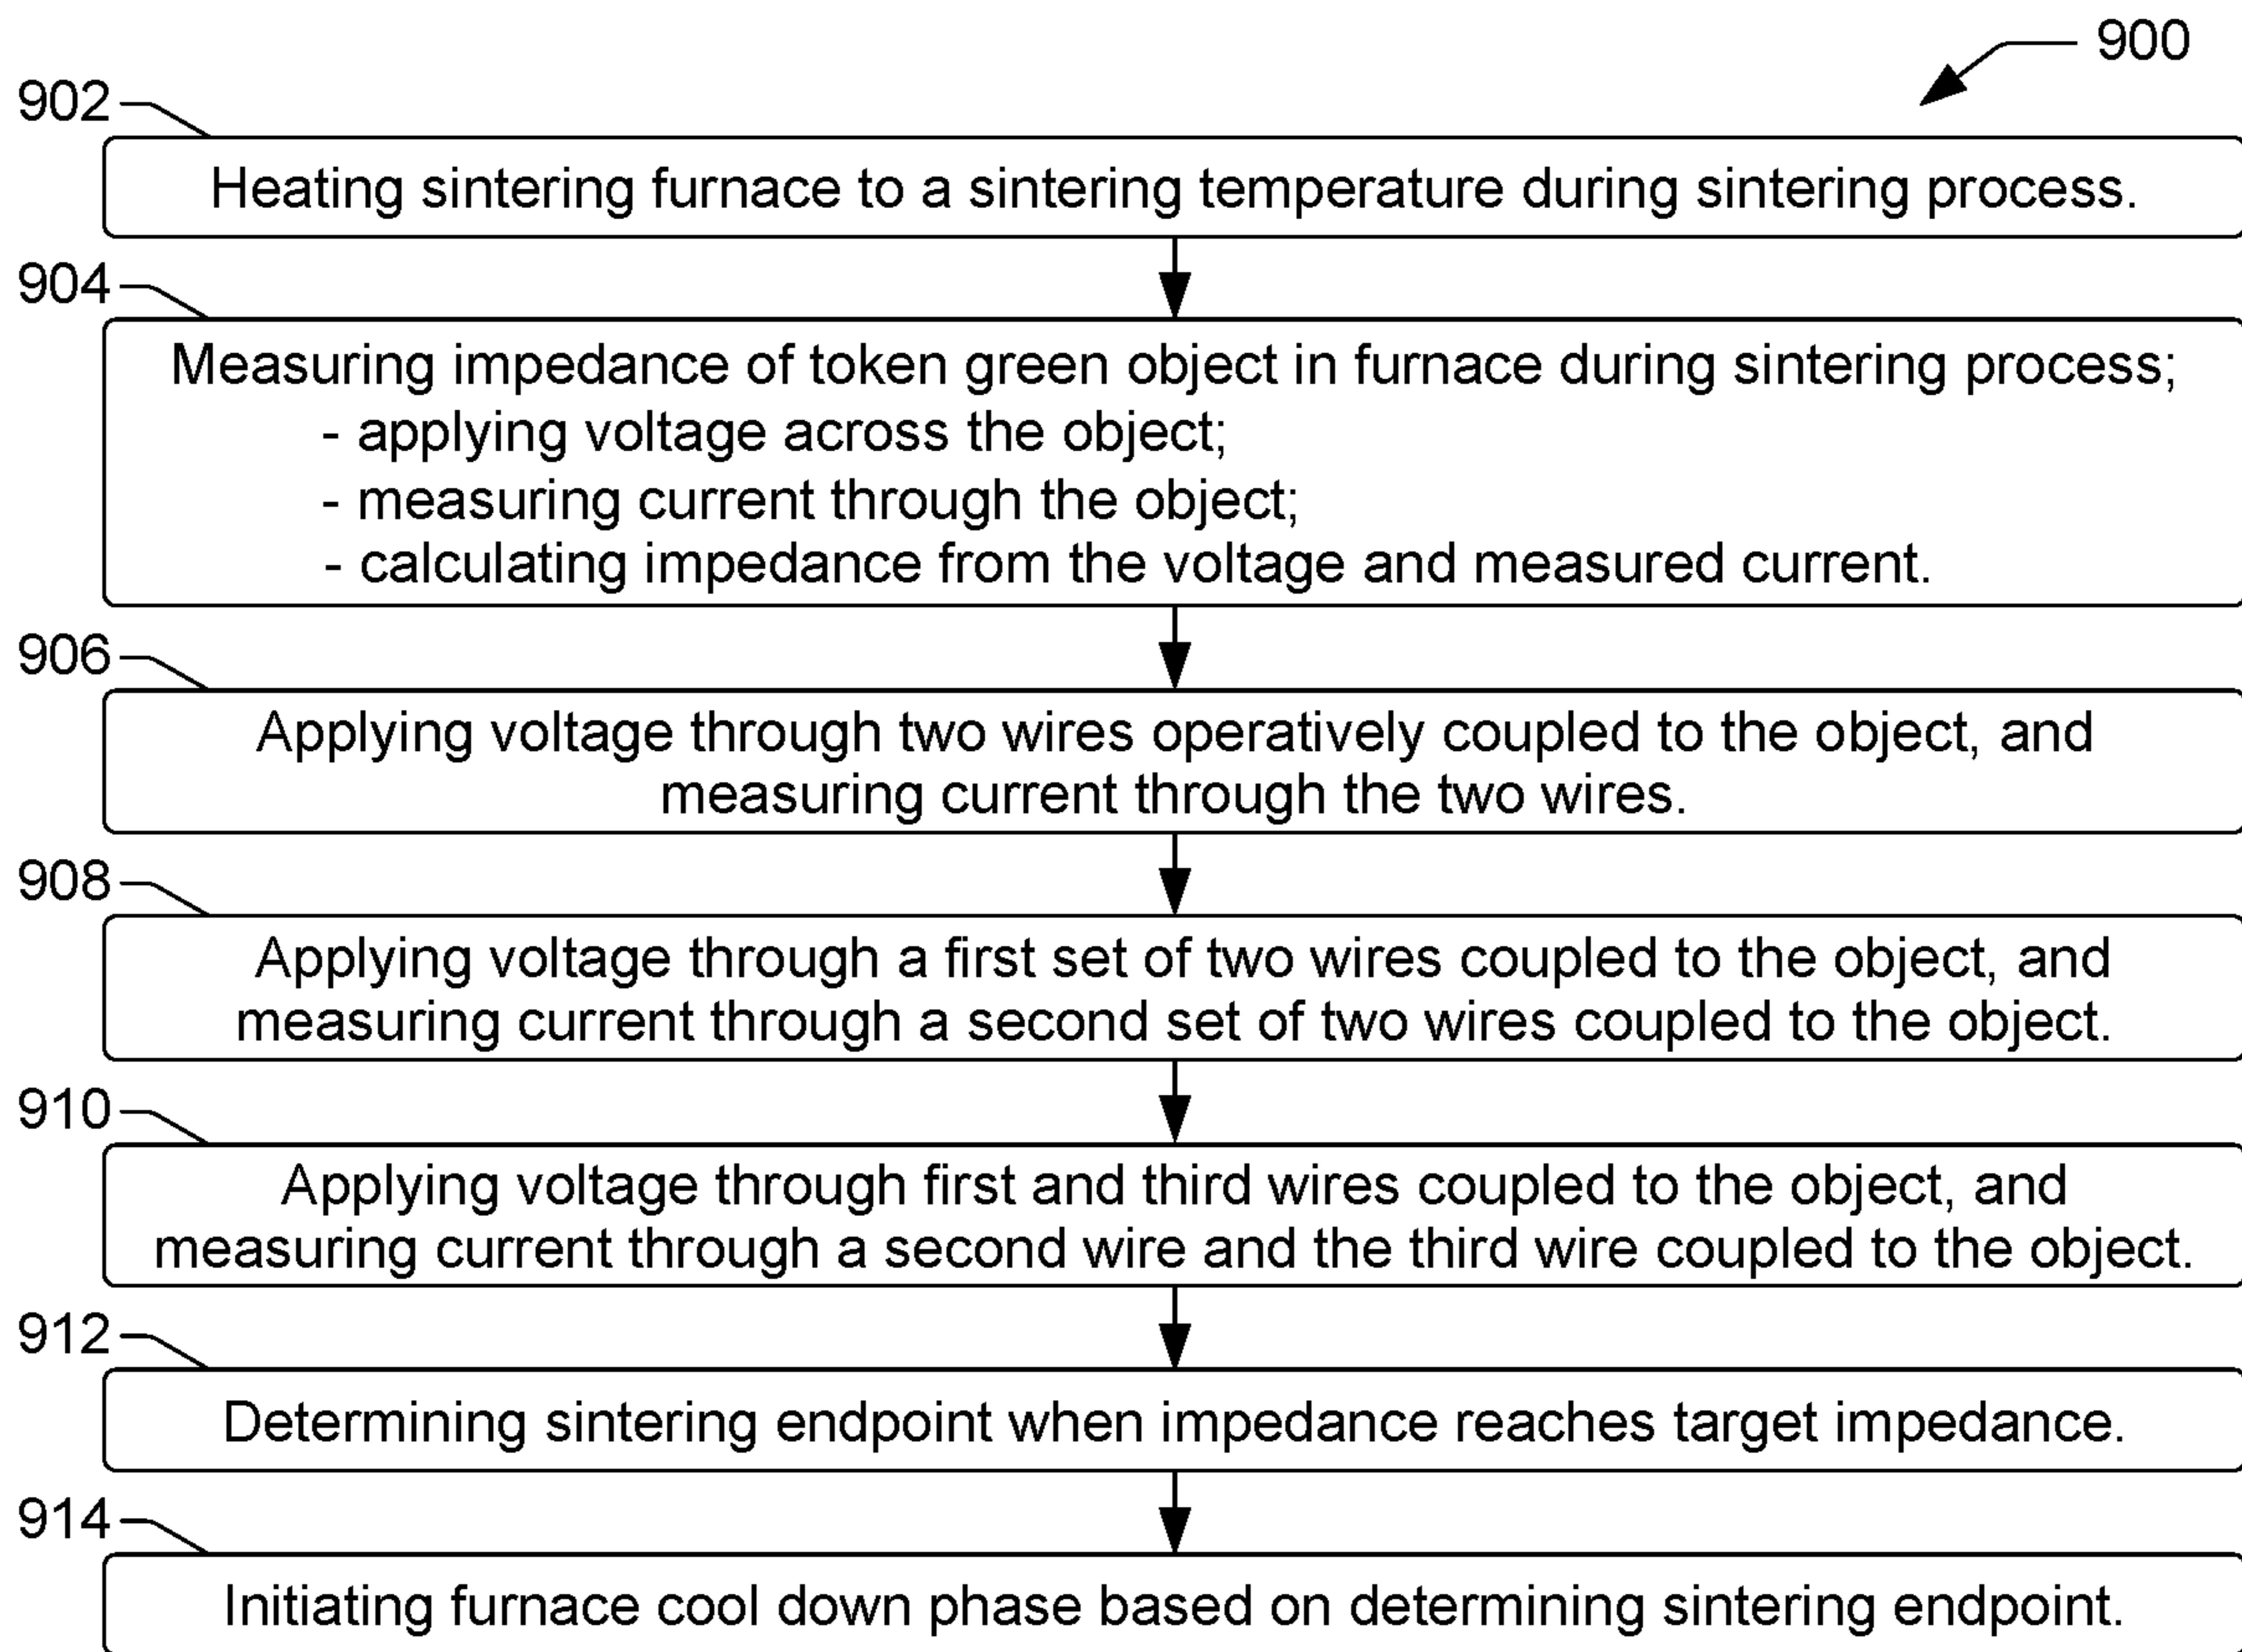 900
902
Heating sintering furnace to a sintering temperature during sintering process.
904
Measuring impedance of token green object in furnace during sintering process;
- applying voltage across the object;
- measuring current through the object;
- calculating impedance from the voltage and measured current.
906
Applying voltage through two wires operatively coupled to the object, and
measuring current through the two wires.
908
Applying voltage through a first set of two wires coupled to the object, and
measuring current through a second set of two wires coupled to the object.
910
Applying voltage through first and third wires coupled to the object, and
measuring current through a second wire and the third wire coupled to the object.
912
Determining sintering endpoint when impedance reaches target impedance.
914
Initiating furnace cool down phase based on determining sintering endpoint.